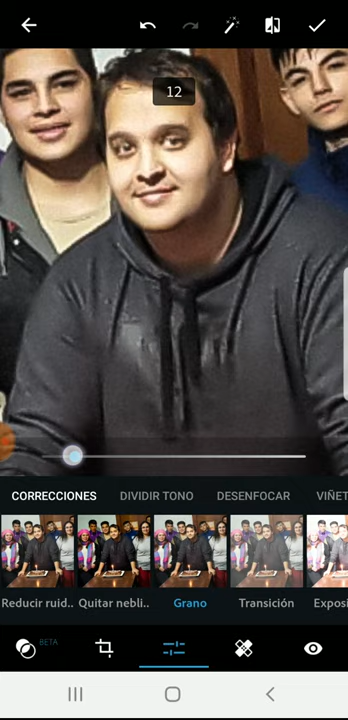 12
CORRECCIONES DIVIDIR TONO DESENFOCAR VIÑET
Reducir ruid.. Quitar nebli.. Grano Transición Exposi
BETA